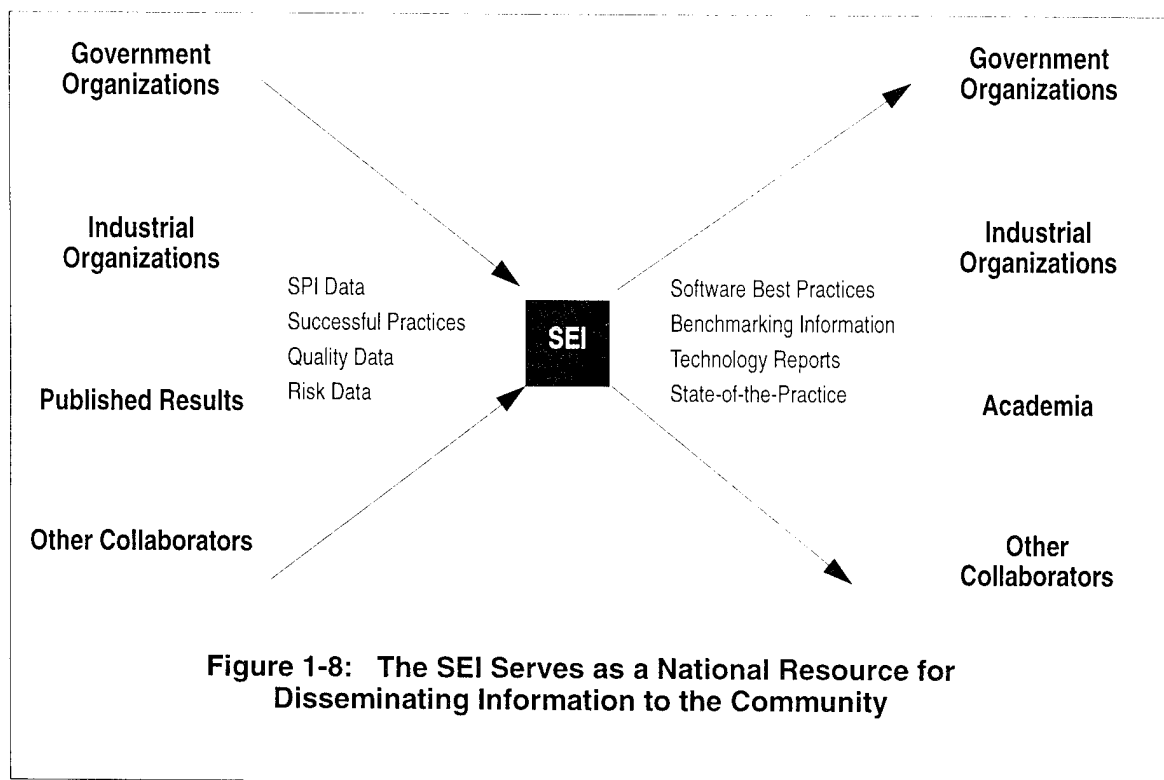 Government
Organizations
Industrial
Organizations
Published Results
Other Collaborators
SPI Data
Successful Practices
Quality Data
Risk Data
SEI
Software Best Practices
Benchmarking Information
Technology Reports
State-of-the-Practice
Government
Organizations
Industrial
Organizations
Academia
Other
Collaborators
Figure 1-8: The SEI Serves as a National Resource for
Disseminating Information to the Community